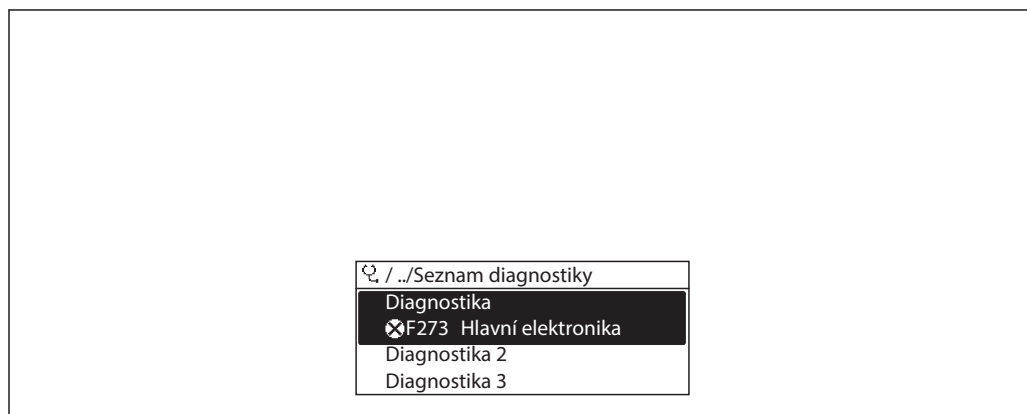 / ../Seznam diagnostiky
Diagnostika
F273 Hlavní elektronika
Diagnostika 2
Diagnostika 3